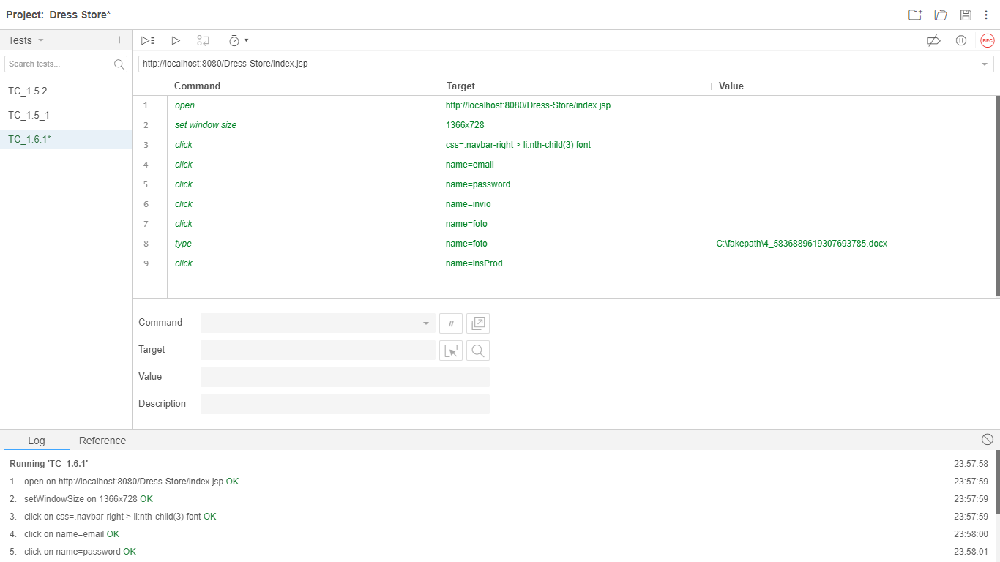 Project: Dress Store*
Tests
Search tests...
TC_1.5.2
TC_1.5_1
TC_1.6.1*
REC
http://localhost:8080/Dress-Store/index.jsp
Command Target Value
1 open http://localhost:8080/Dress-Store/index.jsp
2 set window size 1366x728
3 click css=.navbar-right > li:nth-child(3) font
4 click name=email
5 click name=password
6 click name=invio
7 click name=foto
8 type name=foto C:\fakepath\4_5836889619307693785.docx
9 click name=insProd
Command //
Target
Value
Description
Log Reference
Running 'TC_1.6.1' 23:57:58
1. open on http://localhost:8080/Dress-Store/index.jsp OK 23:57:59
2. setWindowSize on 1366x728 OK 23:57:59
3. click on css=.navbar-right > li:nth-child(3) font OK 23:57:59
4. click on name=email OK 23:58:00
5. click on name=password OK 23:58:01